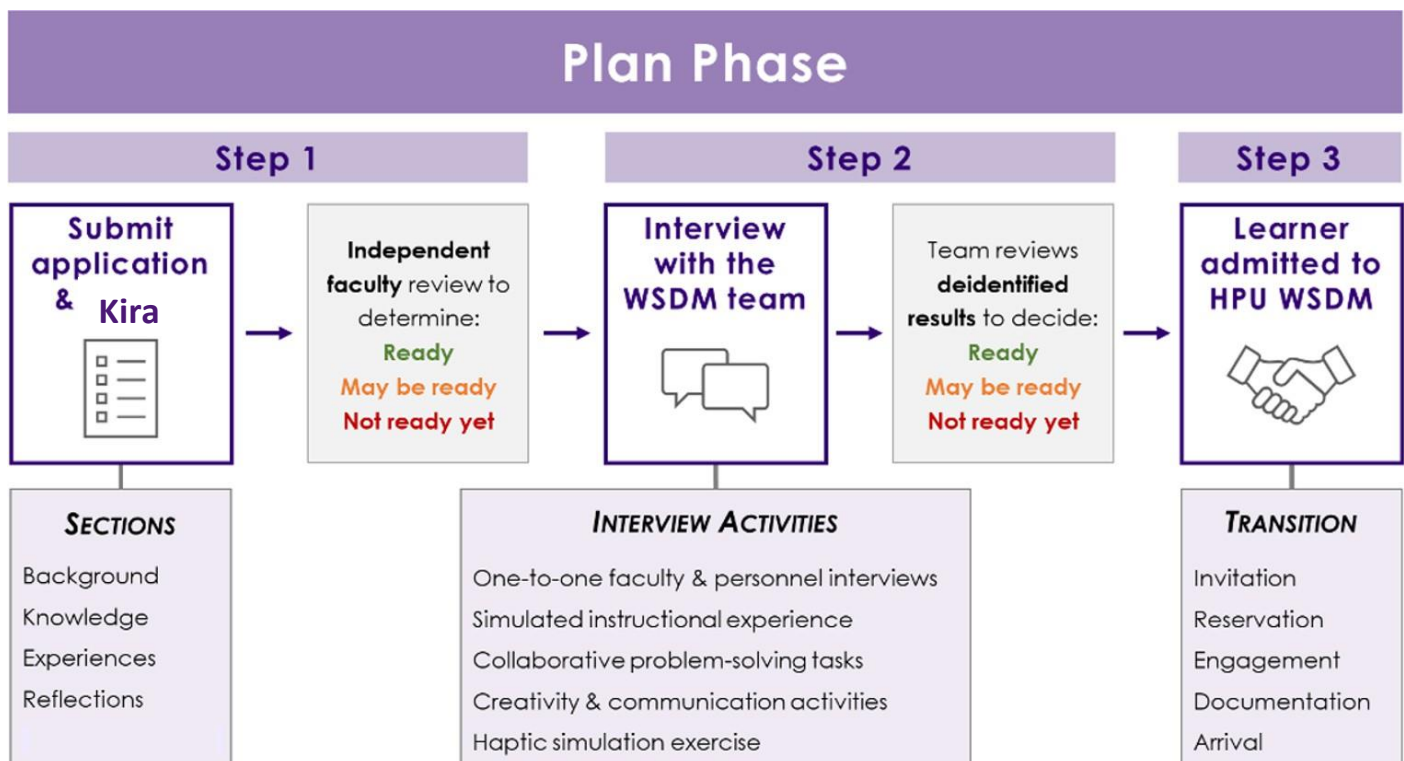 Plan Phase
Step 1
Step 2
Step 3
Submit
application
& Kira
Independent
faculty review to
determine:
Ready
May be ready
Not ready yet
Interview
with the
WSDM team
Team reviews
deidentified
results to decide:
Ready
May be ready
Not ready yet
Learner
admitted to
HPU WSDM
SECTIONS
Background
Knowledge
Experiences
Reflections
INTERVIEW ACTIVITIES
One-to-one faculty & personnel interviews
Simulated instructional experience
Collaborative problem-solving tasks
Creativity & communication activities
Haptic simulation exercise
TRANSITION
Invitation
Reservation
Engagement
Documentation
Arrival